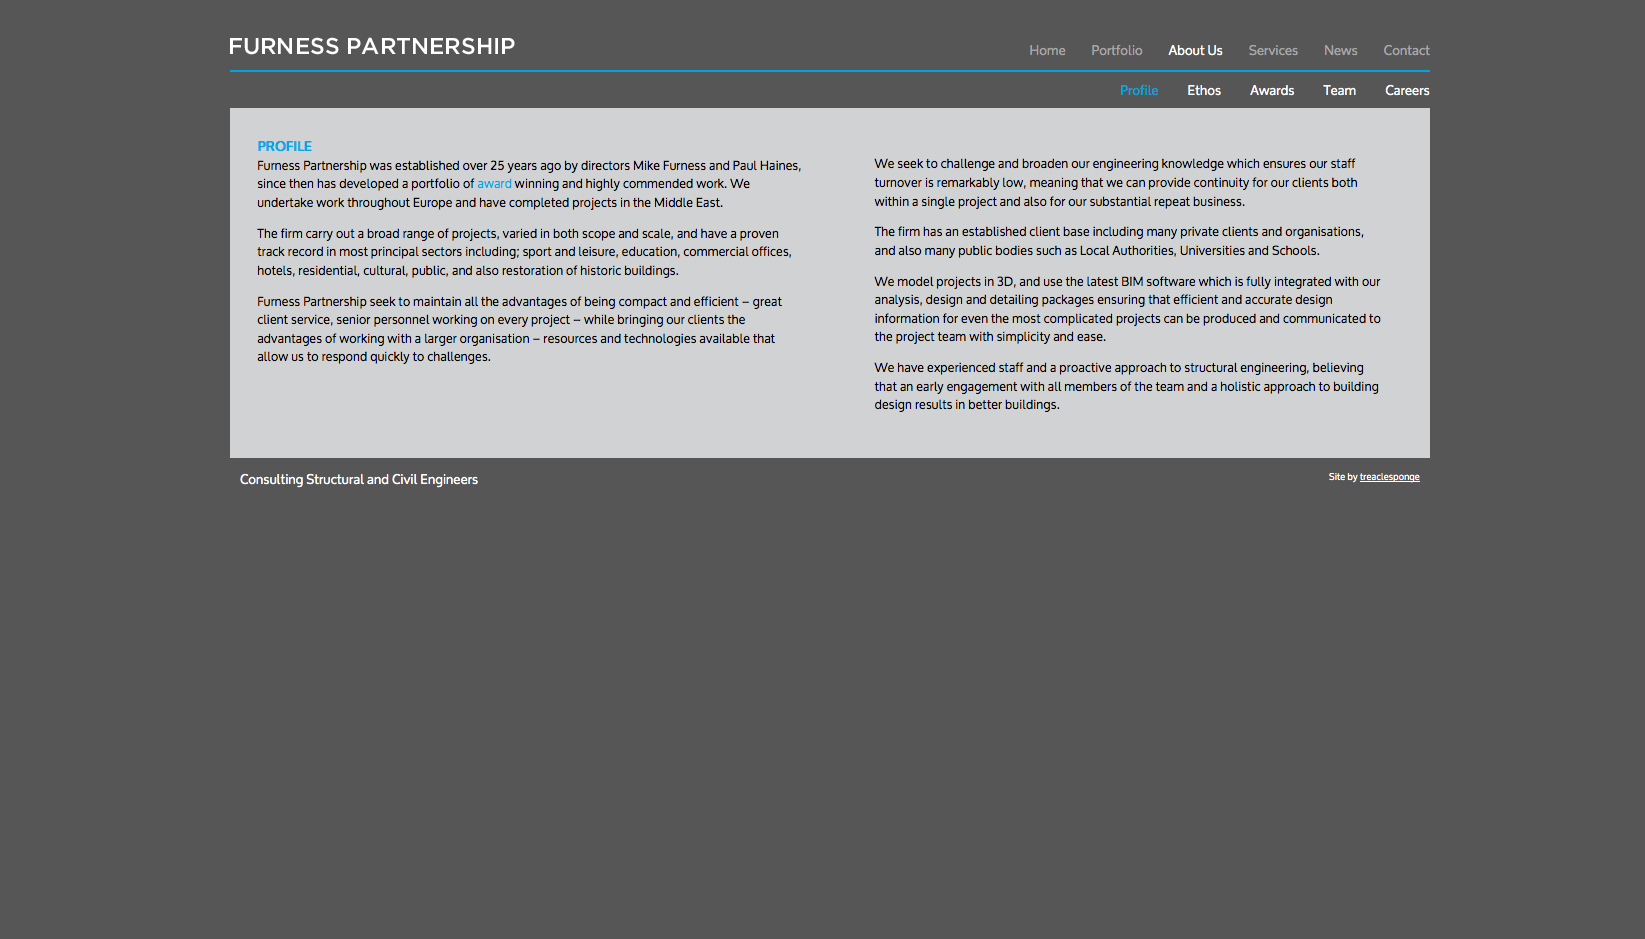 FURNESS PARTNERSHIP
Home Portfolio About Us Services News Contact
Profile Ethos Awards Team Careers
PROFILE
Furness Partnership was established over 25 years ago by directors Mike Furness and Paul Haines,
since then has developed a portfolio of award winning and highly commended work. We
undertake work throughout Europe and have completed projects in the Middle East.
The firm carry out a broad range of projects, varied in both scope and scale, and have a proven
track record in most principal sectors including; sport and leisure, education, commercial offices,
hotels, residential, cultural, public, and also restoration of historic buildings.
Furness Partnership seek to maintain all the advantages of being compact and efficient – great
client service, senior personnel working on every project – while bringing our clients the
advantages of working with a larger organisation – resources and technologies available that
allow us to respond quickly to challenges.
We seek to challenge and broaden our engineering knowledge which ensures our staff
turnover is remarkably low, meaning that we can provide continuity for our clients both
within a single project and also for our substantial repeat business.
The firm has an established client base including many private clients and organisations,
and also many public bodies such as Local Authorities, Universities and Schools.
We model projects in 3D, and use the latest BIM software which is fully integrated with our
analysis, design and detailing packages ensuring that efficient and accurate design
information for even the most complicated projects can be produced and communicated to
the project team with simplicity and ease.
We have experienced staff and a proactive approach to structural engineering, believing
that an early engagement with all members of the team and a holistic approach to building
design results in better buildings.
Consulting Structural and Civil Engineers
Site by treaclesponge